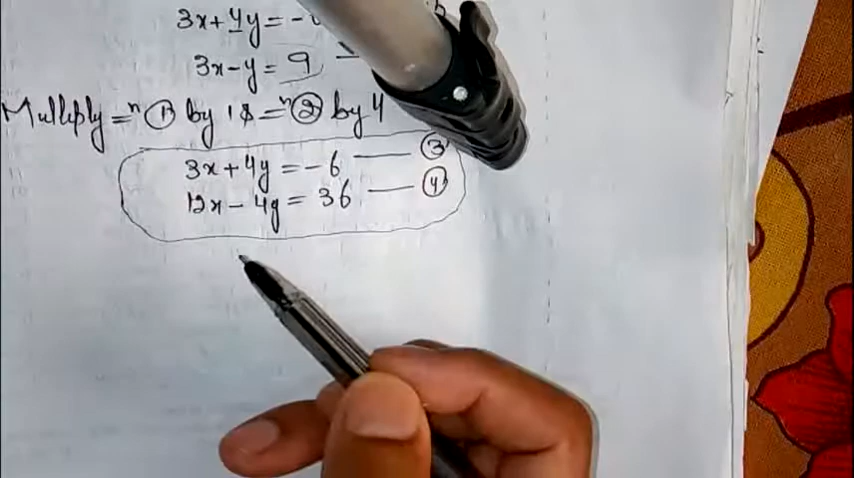 3x+4y=-
3x-y= 9 —
Multiply =ⁿ ① by 1 & =ⁿ ② by 4
3x+4y = -6 — ③
12x-4y = 36 — ④